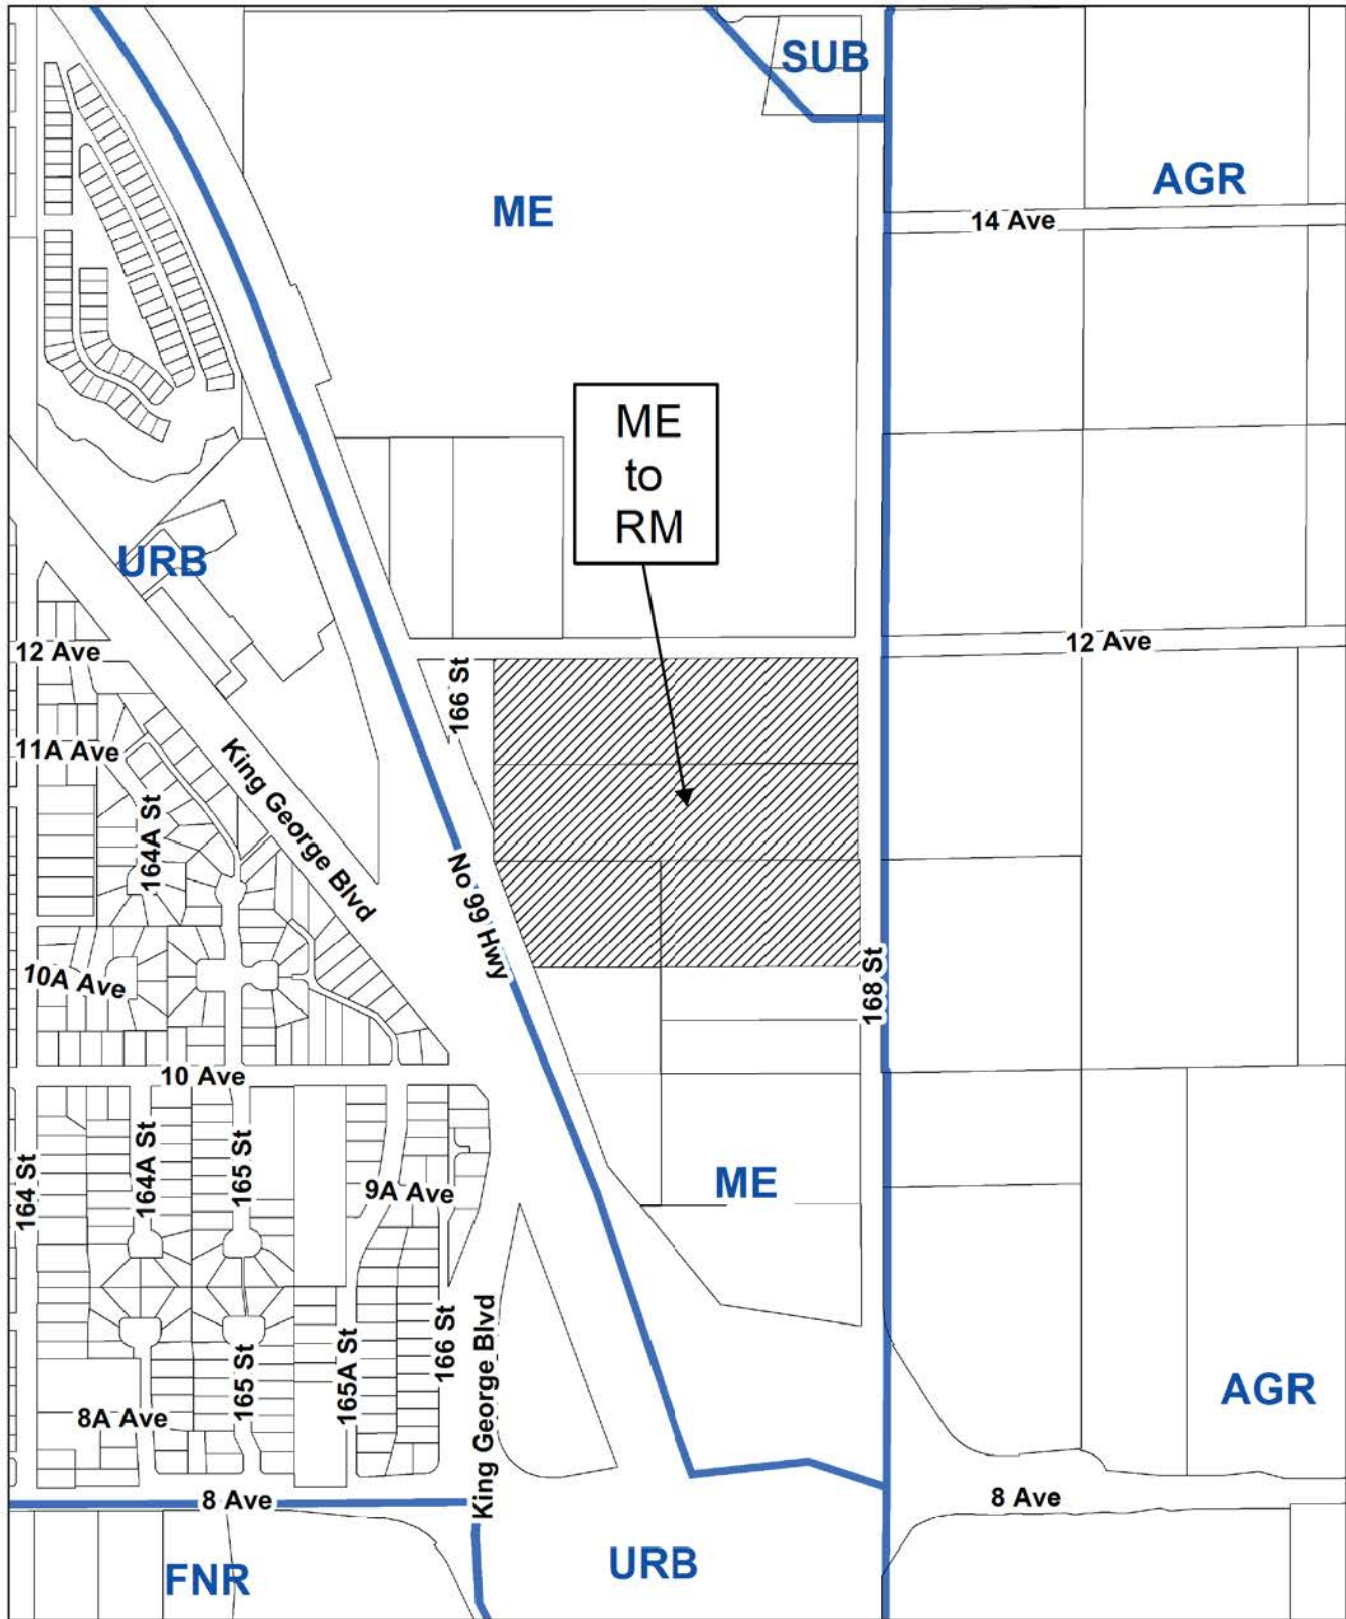 SUB
AGR
ME
14 Ave
ME
to
RM
URB
12 Ave
12 Ave
166 St
11A Ave
King George Blvd
164A St
No 99 Hwy
168 St
10A Ave
10 Ave
164 St
164A St
165 St
9A Ave
ME
166 St
King George Blvd
165 St
165A St
8A Ave
AGR
8 Ave
8 Ave
FNR
URB